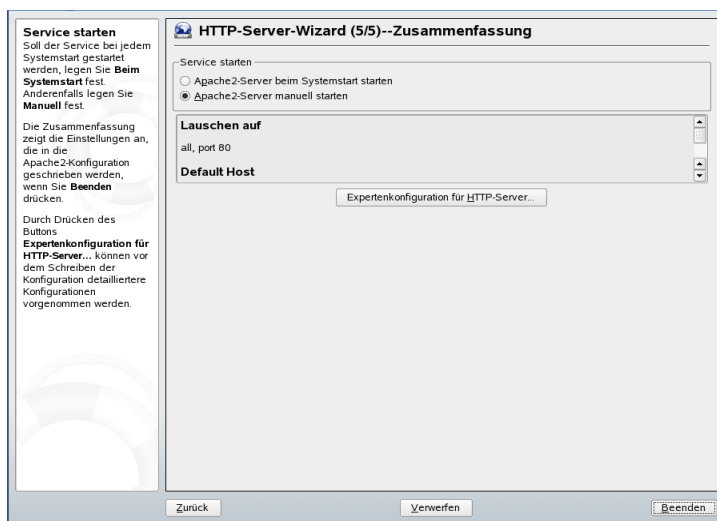 Service starten
Soll der Service bei jedem
Systemstart gestartet
werden, legen Sie Beim
Systemstart fest.
Anderenfalls legen Sie
Manuell fest.
Die Zusammenfassung
zeigt die Einstellungen an,
die in die
Apache2-Konfiguration
geschrieben werden,
wenn Sie Beenden
drücken.
Durch Drücken des
Buttons
Expertenkonfiguration für
HTTP-Server... können vor
dem Schreiben der
Konfiguration detailliertere
Konfigurationen
vorgenommen werden.
HTTP-Server-Wizard (5/5)--Zusammenfassung
Service starten
Apache2-Server beim Systemstart starten
Apache2-Server manuell starten
Lauschen auf
all, port 80
Default Host
Expertenkonfiguration für HTTP-Server...
Zurück
Verwerfen
Beenden